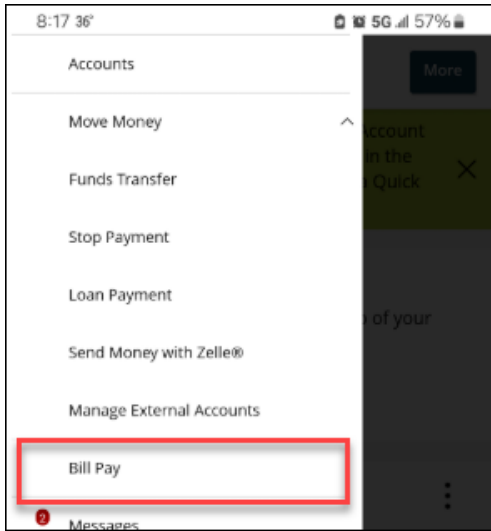 8:17 36° 5G 57%
Accounts
More
Move Money
Account
in the
Quick
Funds Transfer
Stop Payment
Loan Payment
of your
Send Money with Zelle®
Manage External Accounts
Bill Pay
2
Messages